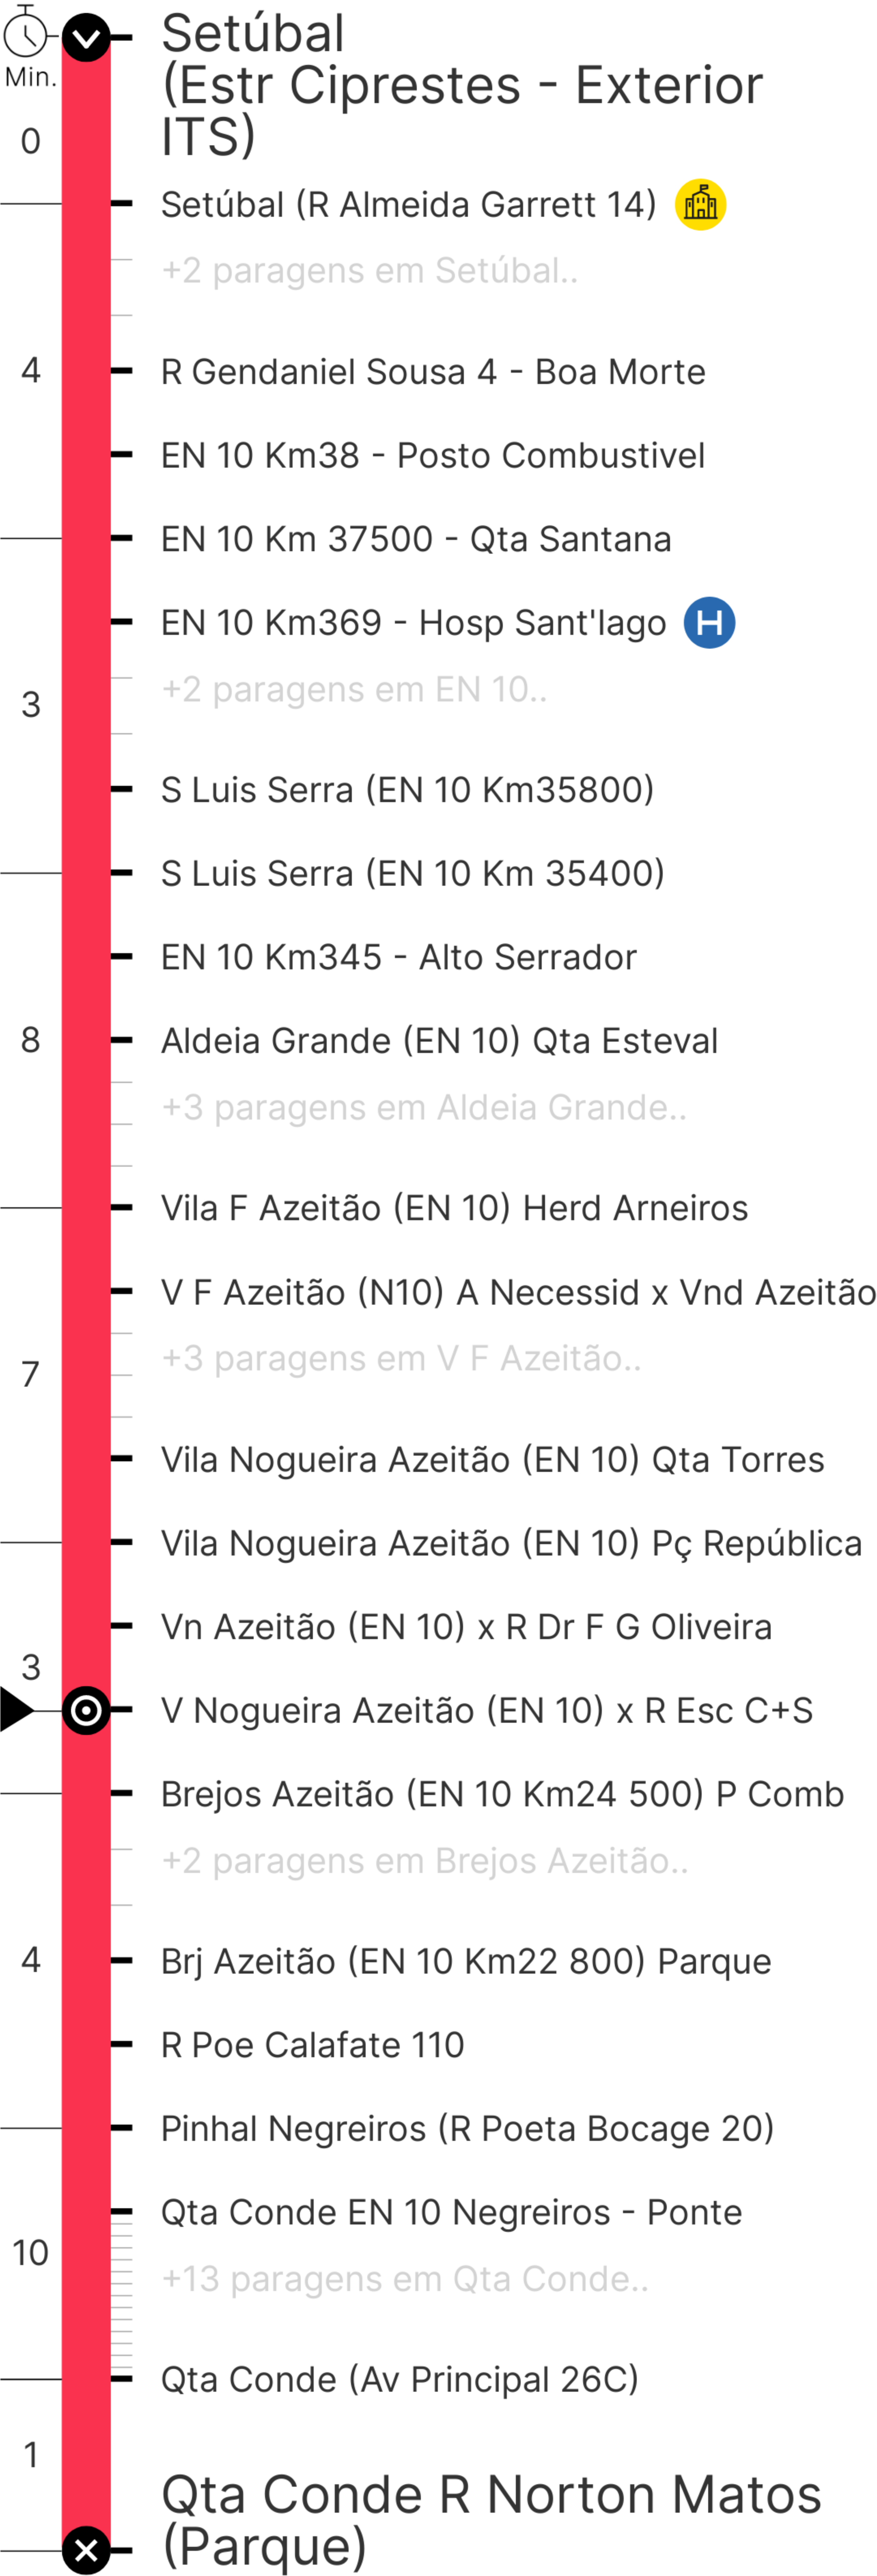 Setúbal
(Estr Ciprestes - Exterior
ITS)
Min.
0
Setúbal (R Almeida Garrett 14)
+2 paragens em Setúbal..
4
R Gendaniel Sousa 4 - Boa Morte
EN 10 Km38 - Posto Combustivel
EN 10 Km 37500 - Qta Santana
EN 10 Km369 - Hosp Sant'Iago H
+2 paragens em EN 10..
3
S Luis Serra (EN 10 Km35800)
S Luis Serra (EN 10 Km 35400)
EN 10 Km345 - Alto Serrador
8
Aldeia Grande (EN 10) Qta Esteval
+3 paragens em Aldeia Grande..
Vila F Azeitão (EN 10) Herd Arneiros
V F Azeitão (N10) A Necessid x Vnd Azeitão
+3 paragens em V F Azeitão..
7
Vila Nogueira Azeitão (EN 10) Qta Torres
Vila Nogueira Azeitão (EN 10) Pç República
Vn Azeitão (EN 10) x R Dr F G Oliveira
3
V Nogueira Azeitão (EN 10) x R Esc C+S
Brejos Azeitão (EN 10 Km24 500) P Comb
+2 paragens em Brejos Azeitão..
4
Brj Azeitão (EN 10 Km22 800) Parque
R Poe Calafate 110
Pinhal Negreiros (R Poeta Bocage 20)
Qta Conde EN 10 Negreiros - Ponte
10
+13 paragens em Qta Conde..
Qta Conde (Av Principal 26C)
1
Qta Conde R Norton Matos
(Parque)